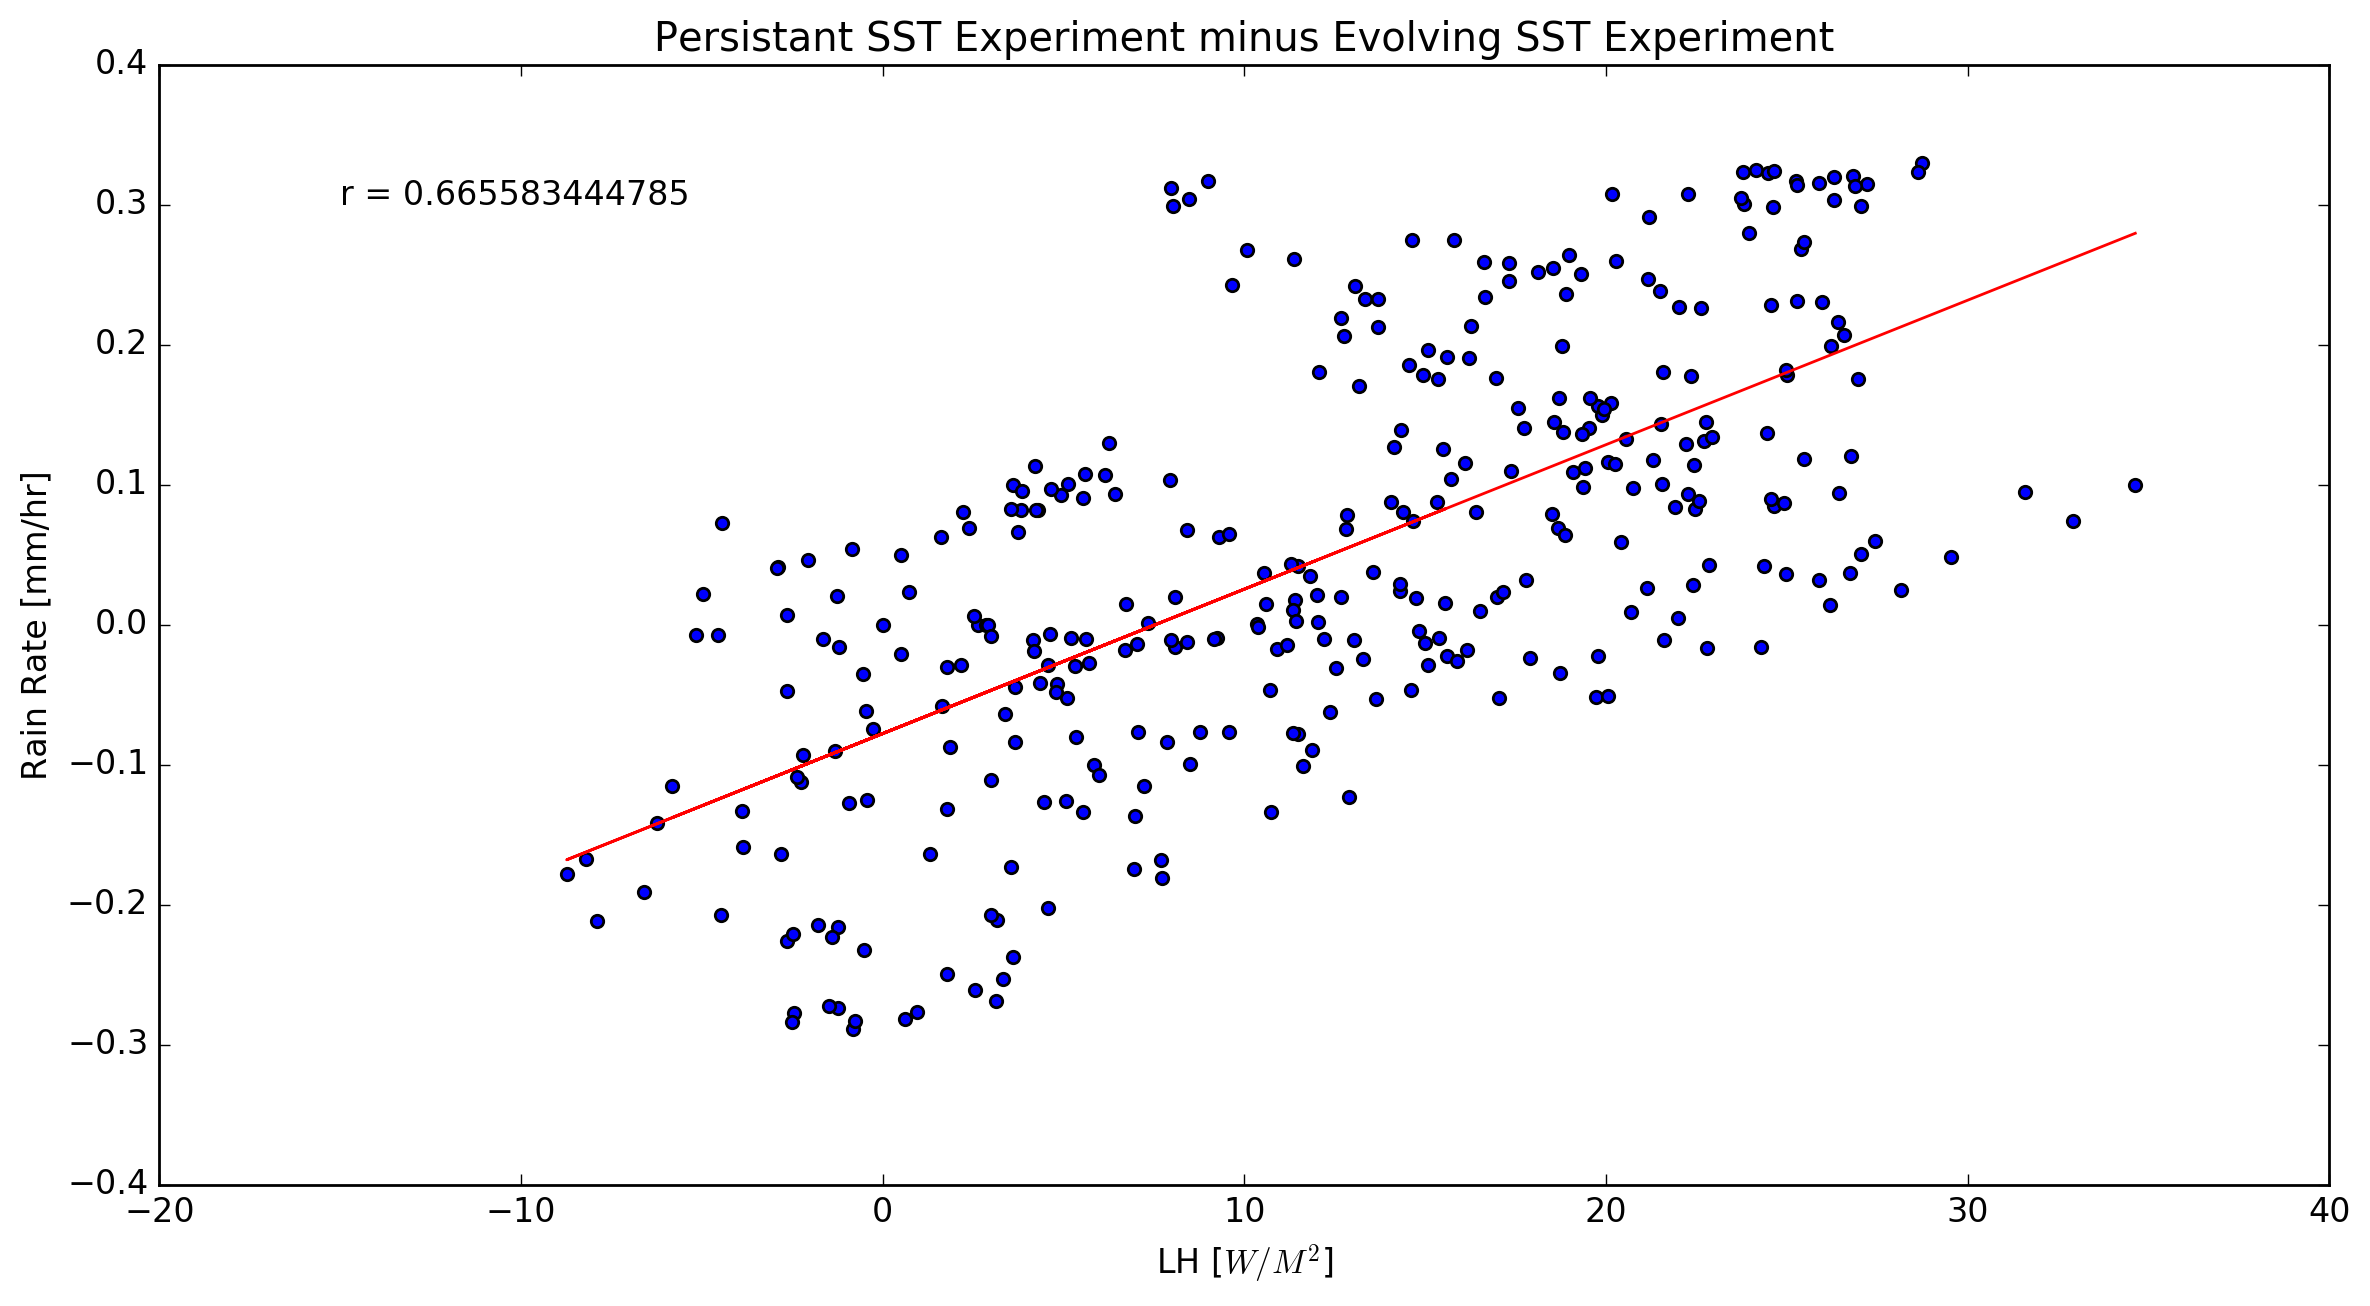 Persistant SST Experiment minus Evolving SST Experiment
0.4
0.3
0.2
0.1
0.0
−0.1
−0.2
−0.3
−0.4
r = 0.665583444785
Rain Rate [mm/hr]
−20 −10 0 10 20 30 40
LH [W/M²]